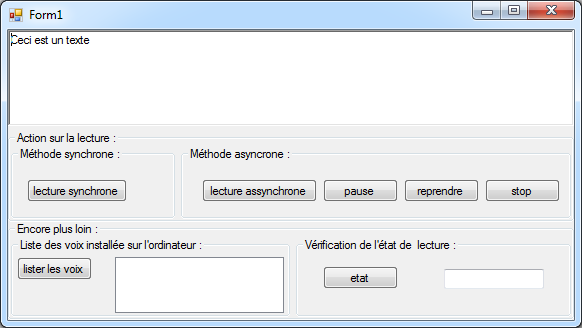 Form1
Ceci est un texte
Action sur la lecture :
Méthode synchrone :
Méthode asyncrone :
lecture synchrone
lecture assynchrone
pause
reprendre
stop
Encore plus loin :
Liste des voix installée sur l'ordinateur :
Vérification de l'état de lecture :
lister les voix
etat